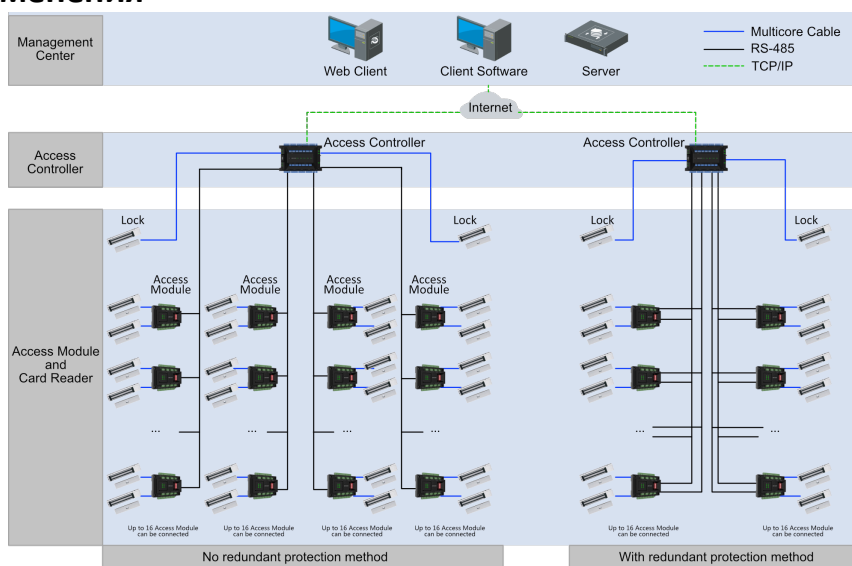 менения
Management
Center
Web Client
Client Software
Server
Multicore Cable
RS-485
TCP/IP
Internet
Access
Controller
Access Controller
Access Controller
Lock
Lock
Lock
Lock
Access
Module
Access
Module
Access
Module
Access
Module
Access Module
and
Card Reader
...
...
...
...
...
...
Up to 16 Access Module
can be connected
Up to 16 Access Module
can be connected
Up to 16 Access Module
can be connected
Up to 16 Access Module
can be connected
Up to 16 Access Module
can be connected
Up to 16 Access Module
can be connected
No redundant protection method
With redundant protection method